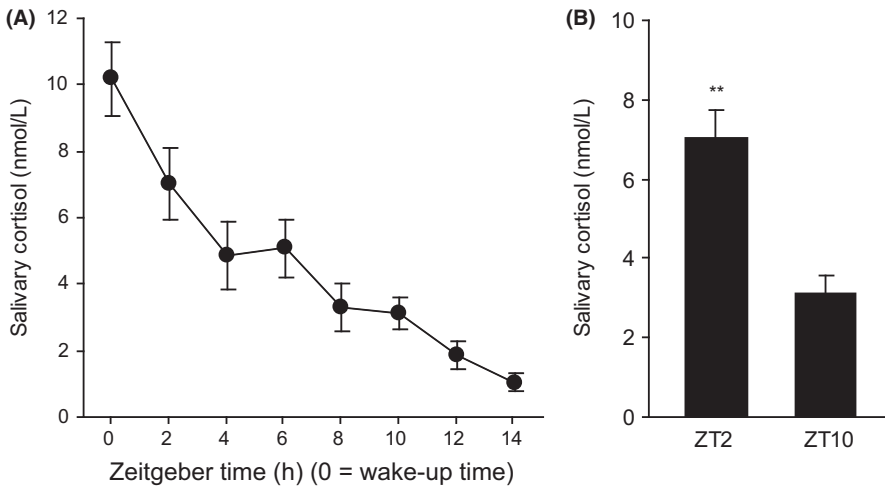 (A)
12
10
8
6
4
2
0
Salivary cortisol (nmol/L)
0 2 4 6 8 10 12 14
Zeitgeber time (h) (0 = wake-up time)
(B)
10
8
6
4
2
0
Salivary cortisol (nmol/L)
**
ZT2 ZT10